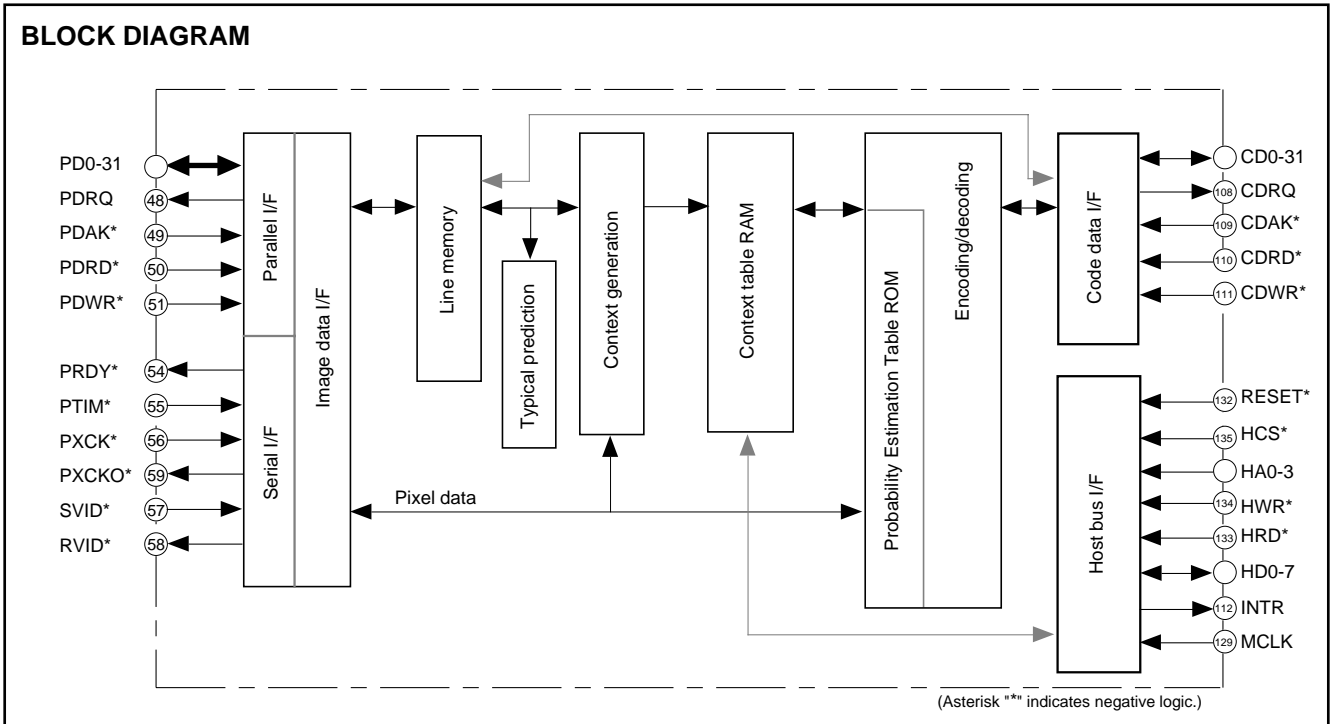 BLOCK DIAGRAM
PD0-31
PDRQ 48
PDAK* 49
PDRD* 50
PDWR* 51
PRDY* 54
PTIM* 55
PXCK* 56
PXCKO* 59
SVID* 57
RVID* 58
Parallel I/F
Serial I/F
Image data I/F
Line memory
Typical prediction
Context generation
Context table RAM
Probability Estimation Table ROM
Encoding/decoding
Pixel data
Code data I/F
Host bus I/F
CD0-31
108 CDRQ
109 CDAK*
110 CDRD*
111 CDWR*
132 RESET*
135 HCS*
HA0-3
134 HWR*
133 HRD*
HD0-7
112 INTR
129 MCLK
(Asterisk "*" indicates negative logic.)